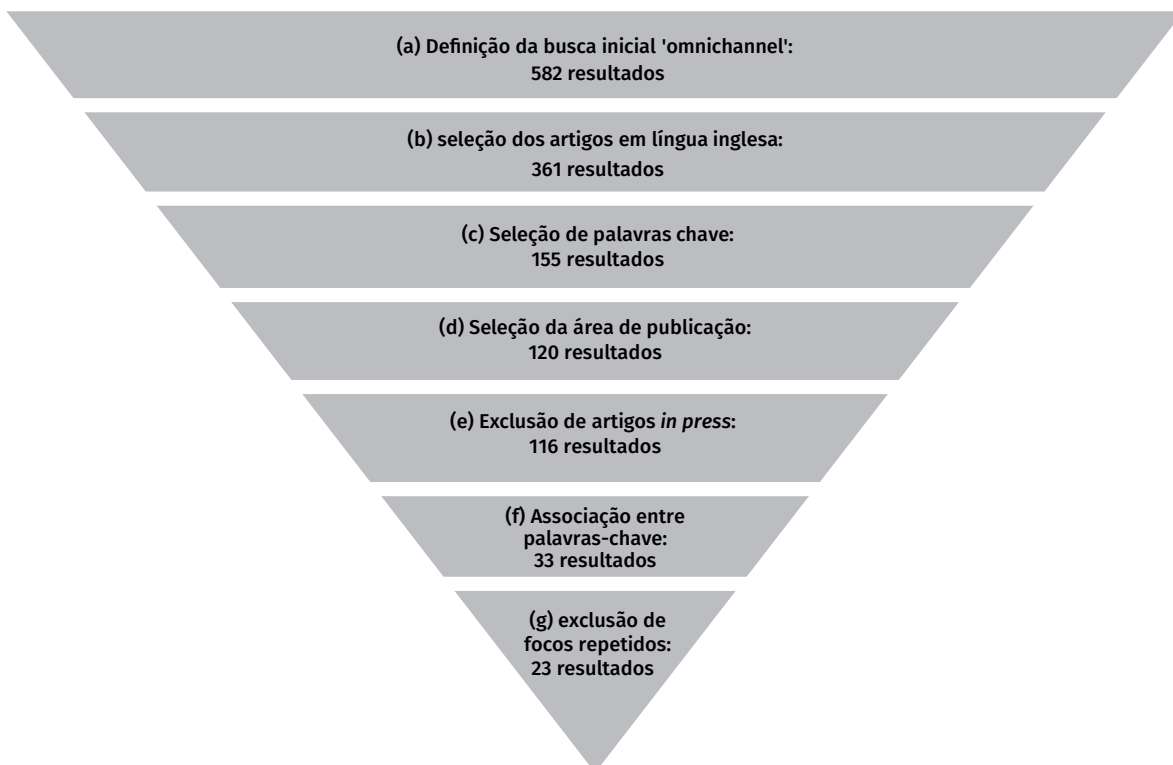 (a) Definição da busca inicial 'omnichannel':
582 resultados
(b) seleção dos artigos em língua inglesa:
361 resultados
(c) Seleção de palavras chave:
155 resultados
(d) Seleção da área de publicação:
120 resultados
(e) Exclusão de artigos in press:
116 resultados
(f) Associação entre
palavras-chave:
33 resultados
(g) exclusão de
focos repetidos:
23 resultados